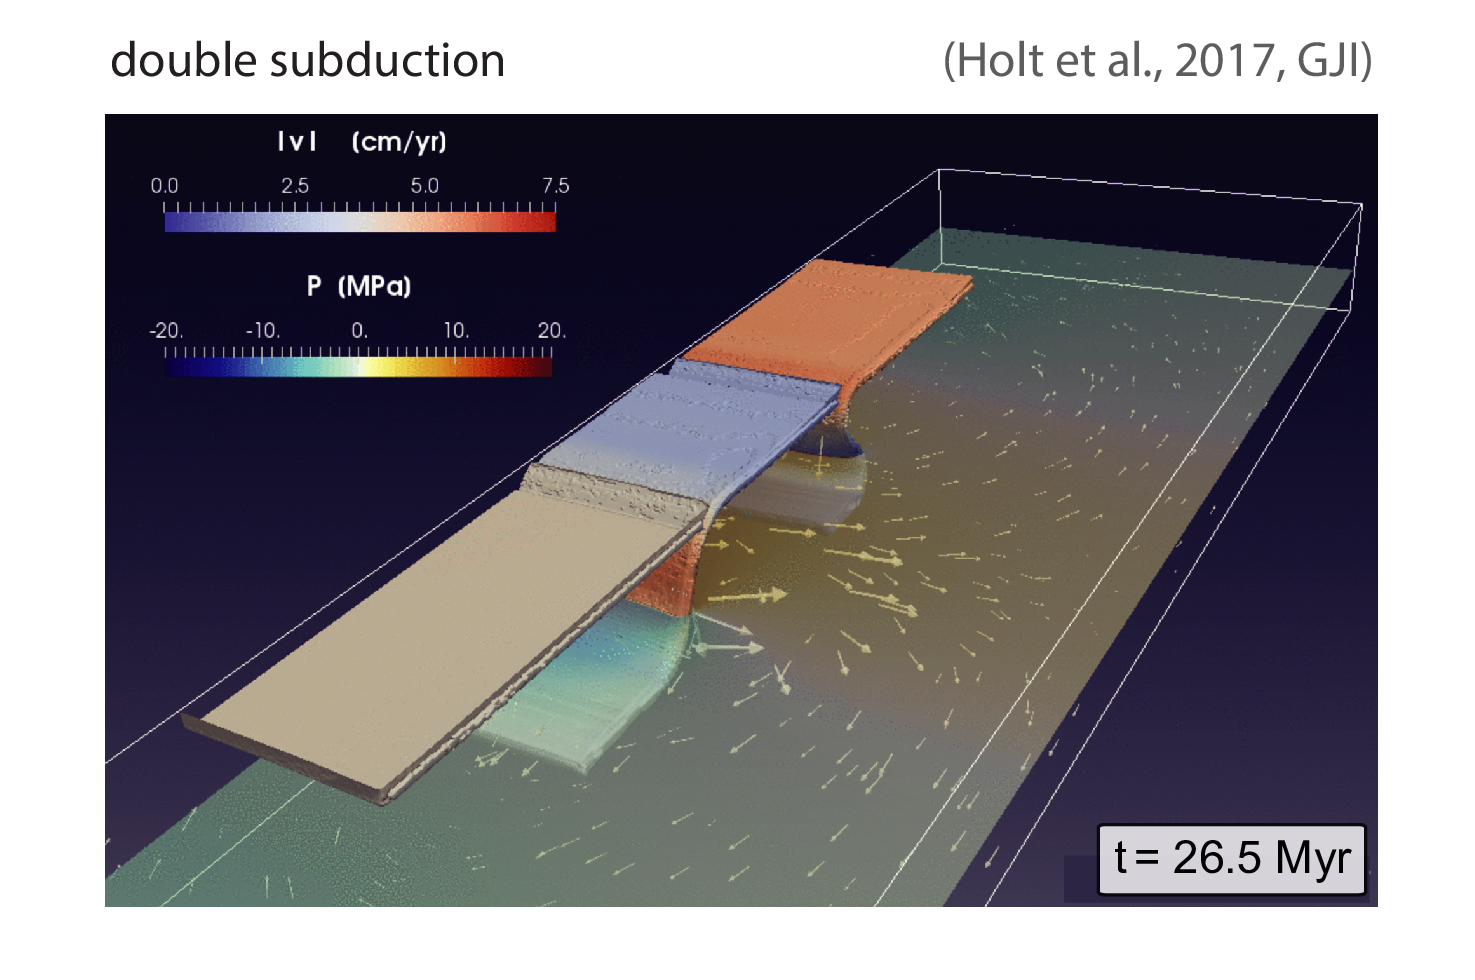 double subduction (Holt et al., 2017, GJI)
|v| (cm/yr)
0.0 2.5 5.0 7.5
P (MPa)
-20. -10. 0. 10. 20.
t = 26.5 Myr